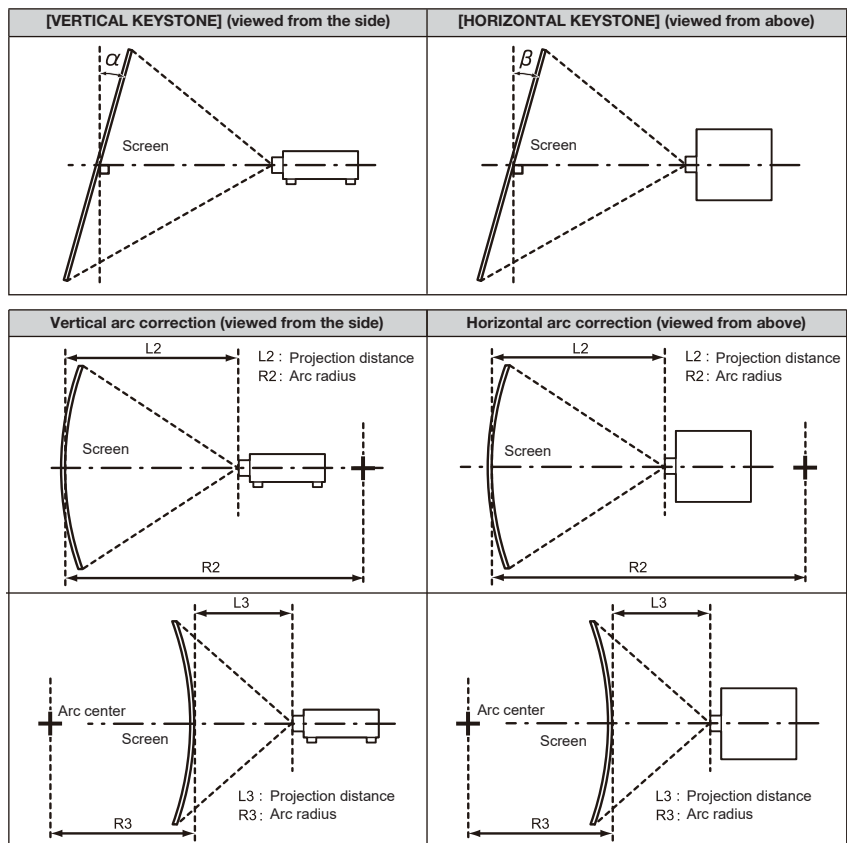 [VERTICAL KEYSTONE] (viewed from the side)
[HORIZONTAL KEYSTONE] (viewed from above)
α
Screen
β
Screen
Vertical arc correction (viewed from the side)
Horizontal arc correction (viewed from above)
L2
L2 : Projection distance
R2 : Arc radius
Screen
R2
L2
L2 : Projection distance
R2 : Arc radius
Screen
R2
L3
Arc center
Screen
L3 : Projection distance
R3 : Arc radius
R3
L3
Arc center
Screen
L3 : Projection distance
R3 : Arc radius
R3